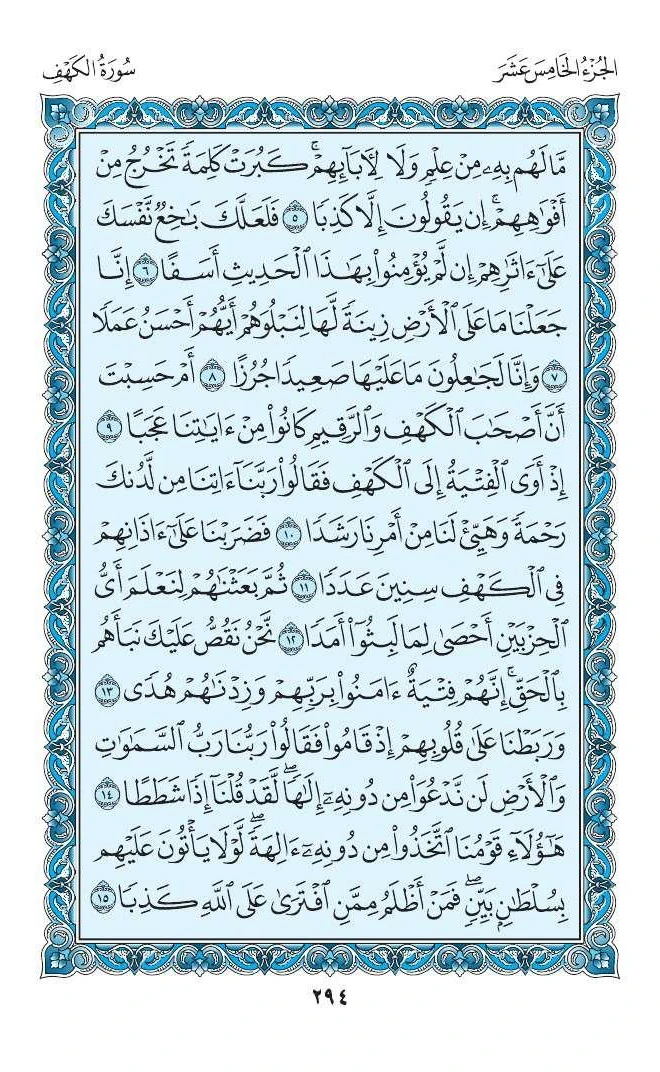 الجُزْءُ الخَامِسَ عَشَرَ
سُورَةُ الكَهْفِ
مَّا لَهُم بِهِۦ مِنْ عِلْمٍ وَلَا لِأٓبَآئِهِمْۚ كَبُرَتْ كَلِمَةً تَخْرُجُ مِنْ
أَفْوَٰهِهِمْۚ إِن يَقُولُونَ إِلَّا كَذِبًا ٥ فَلَعَلَّكَ بَٰخِعٌ نَّفْسَكَ
عَلَىٰٓ ءَاثَٰرِهِمْ إِن لَّمْ يُؤْمِنُوا۟ بِهَٰذَا ٱلْحَدِيثِ أَسَفًا ٦ إِنَّا
جَعَلْنَا مَا عَلَى ٱلْأَرْضِ زِينَةً لَّهَا لِنَبْلُوَهُمْ أَيُّهُمْ أَحْسَنُ عَمَلًا
٧ وَإِنَّا لَجَٰعِلُونَ مَا عَلَيْهَا صَعِيدًا جُرُزًا ٨ أَمْ حَسِبْتَ
أَنَّ أَصْحَٰبَ ٱلْكَهْفِ وَٱلرَّقِيمِ كَانُوا۟ مِنْ ءَايَٰتِنَا عَجَبًا ٩
إِذْ أَوَى ٱلْفِتْيَةُ إِلَى ٱلْكَهْفِ فَقَالُوا۟ رَبَّنَآ ءَاتِنَا مِن لَّدُنكَ
رَحْمَةً وَهَيِّئْ لَنَا مِنْ أَمْرِنَا رَشَدًا ١٠ فَضَرَبْنَا عَلَىٰٓ ءَاذَانِهِمْ
فِى ٱلْكَهْفِ سِنِينَ عَدَدًا ١١ ثُمَّ بَعَثْنَٰهُمْ لِنَعْلَمَ أَىُّ
ٱلْحِزْبَيْنِ أَحْصَىٰ لِمَا لَبِثُوٓا۟ أَمَدًا ١٢ نَّحْنُ نَقُصُّ عَلَيْكَ نَبَأَهُم
بِٱلْحَقِّۚ إِنَّهُمْ فِتْيَةٌ ءَامَنُوا۟ بِرَبِّهِمْ وَزِدْنَٰهُمْ هُدًى ١٣
وَرَبَطْنَا عَلَىٰ قُلُوبِهِمْ إِذْ قَامُوا۟ فَقَالُوا۟ رَبُّنَا رَبُّ ٱلسَّمَٰوَٰتِ
وَٱلْأَرْضِ لَن نَّدْعُوَا۟ مِن دُونِهِۦٓ إِلَٰهًاۖ لَّقَدْ قُلْنَآ إِذًا شَطَطًا ١٤
هَٰٓؤُلَآءِ قَوْمُنَا ٱتَّخَذُوا۟ مِن دُونِهِۦٓ ءَالِهَةًۖ لَّوْلَا يَأْتُونَ عَلَيْهِم
بِسُلْطَٰنٍۭ بَيِّنٍۖ فَمَنْ أَظْلَمُ مِمَّنِ ٱفْتَرَىٰ عَلَى ٱللَّهِ كَذِبًا ١٥
٢٩٤